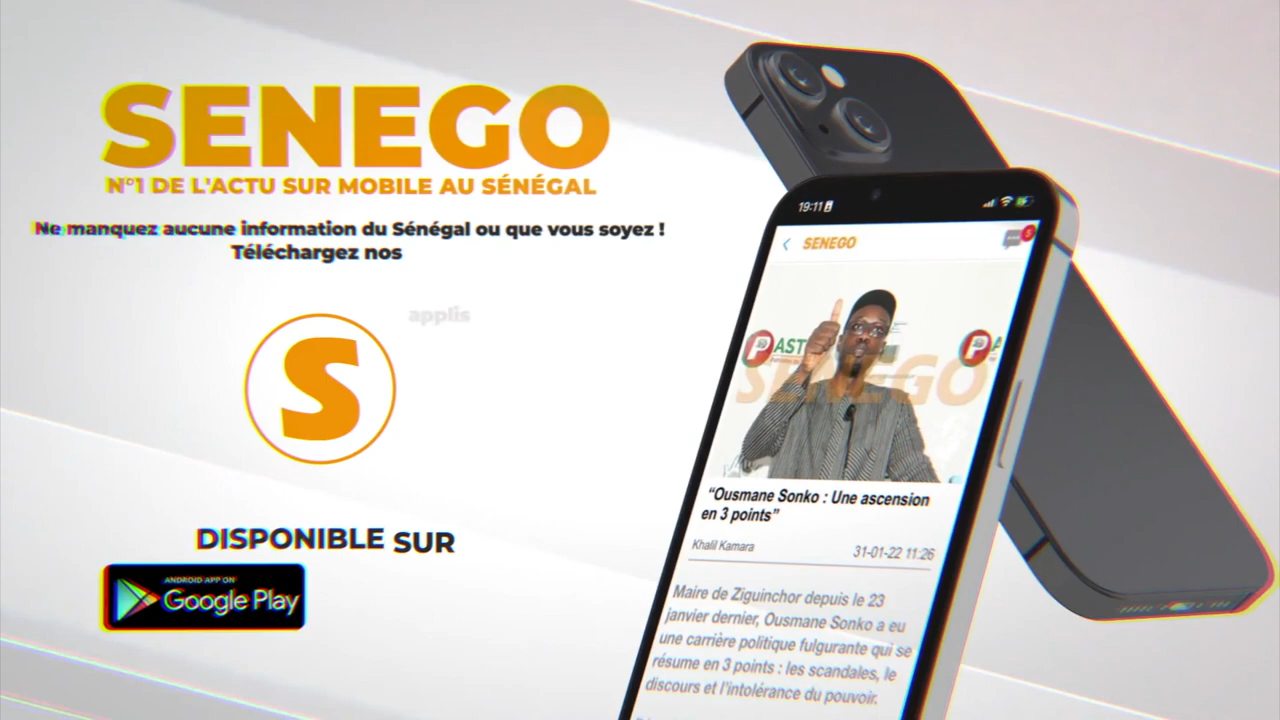 SENEGO
N°1 DE L'ACTU SUR MOBILE AU SÉNÉGAL
Ne manquez aucune information du Sénégal ou que vous soyez !
Téléchargez nos
applis
S
DISPONIBLE SUR
ANDROID APP ON
Google Play
19:11
SENEGO
3
PAST
PA
SENEGO
“Ousmane Sonko : Une ascension
en 3 points”
Khalil Kamara
31-01-22 11:26
Maire de Ziguinchor depuis le 23
janvier dernier, Ousmane Sonko a eu
une carrière politique fulgurante qui se
résume en 3 points : les scandales, le
discours et l'intolérance du pouvoir.